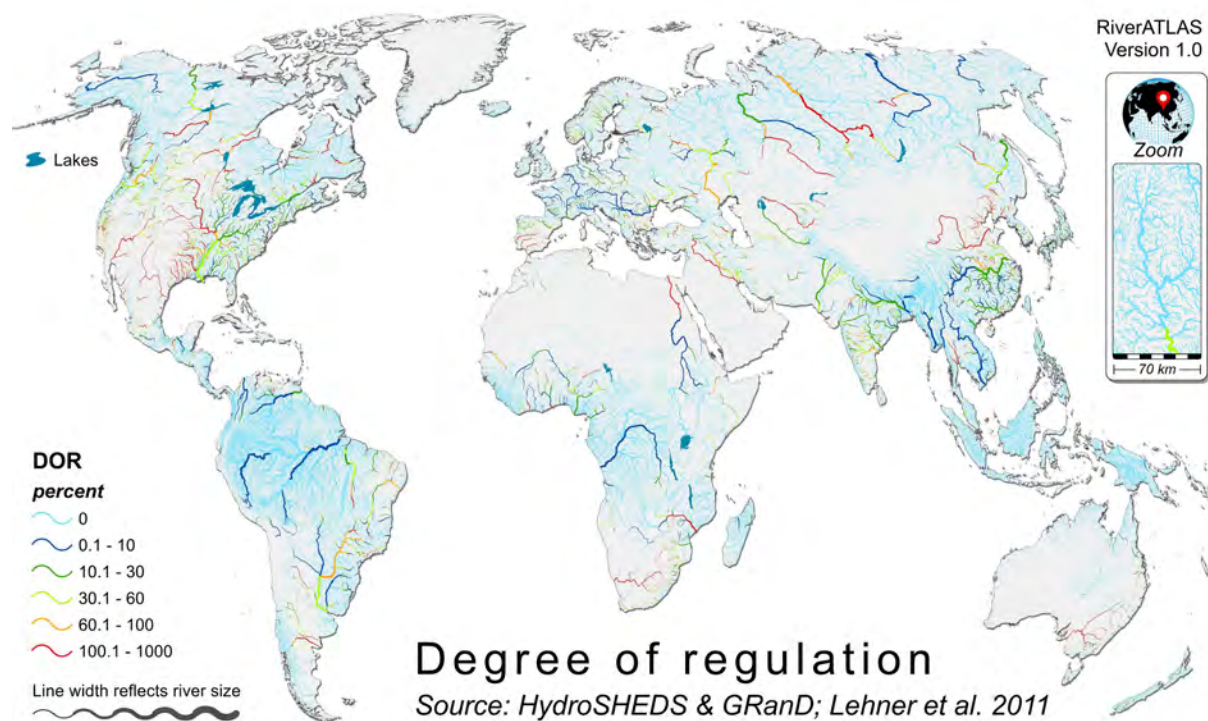 RiverATLAS
Version 1.0
Zoom
70 km
Lakes
DOR
percent
0
0.1 - 10
10.1 - 30
30.1 - 60
60.1 - 100
100.1 - 1000
Line width reflects river size
Degree of regulation
Source: HydroSHEDS & GRanD; Lehner et al. 2011